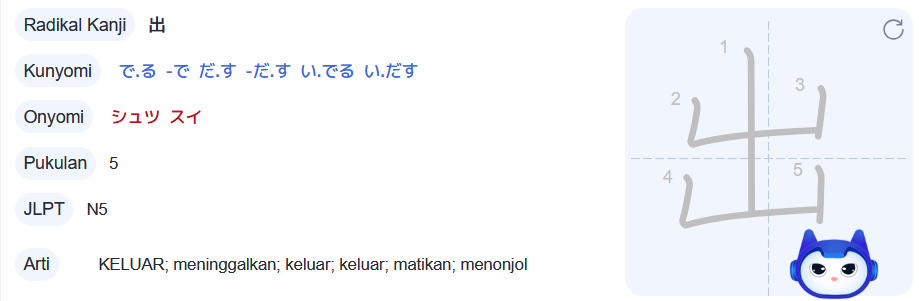 Radikal Kanji 出
Kunyomi で.る -で だ.す -だ.す い.でる い.だす
Onyomi シュツ スイ
Pukulan 5
JLPT N5
Arti KELUAR; meninggalkan; keluar; keluar; matikan; menonjol
1
2
3
4
5
出